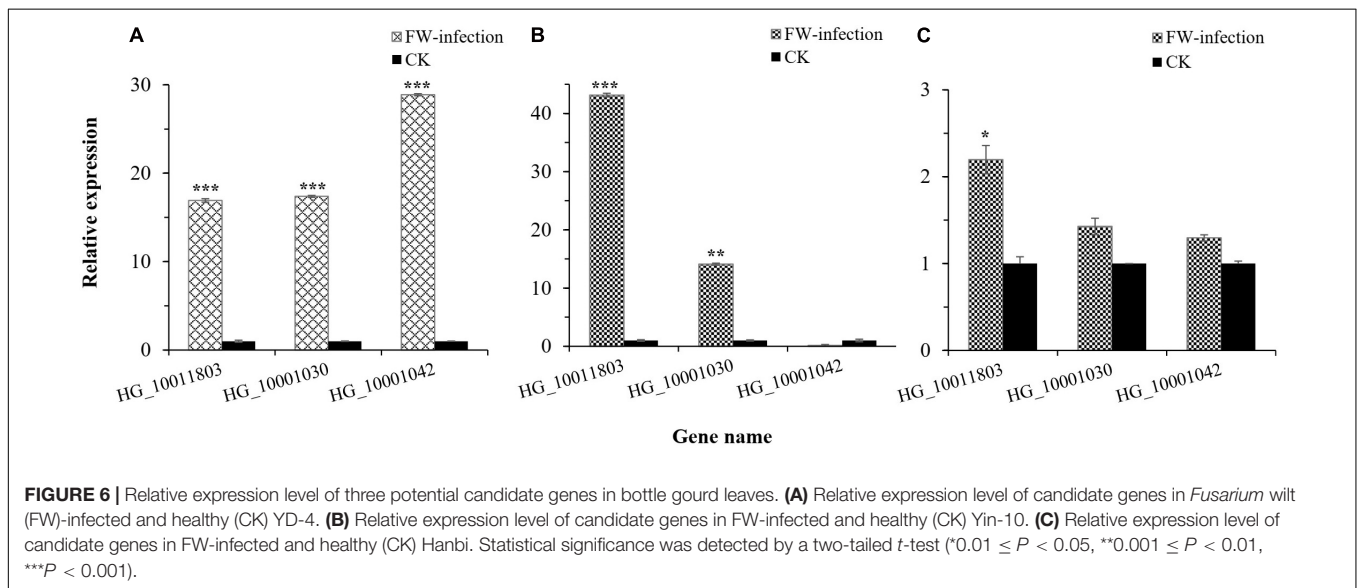 A
FW-infection
CK
Relative expression
30
20
10
0
***
***
***
HG_10011803
HG_10001030
HG_10001042
B
FW-infection
CK
40
30
20
10
0
***
**
HG_10011803
HG_10001030
HG_10001042
C
FW-infection
CK
3
2
1
0
*
HG_10011803
HG_10001030
HG_10001042
Gene name
FIGURE 6 | Relative expression level of three potential candidate genes in bottle gourd leaves. (A) Relative expression level of candidate genes in Fusarium wilt
(FW)-infected and healthy (CK) YD-4. (B) Relative expression level of candidate genes in FW-infected and healthy (CK) Yin-10. (C) Relative expression level of
candidate genes in FW-infected and healthy (CK) Hanbi. Statistical significance was detected by a two-tailed t-test (*0.01 ≤ P < 0.05, **0.001 ≤ P < 0.01,
***P < 0.001).